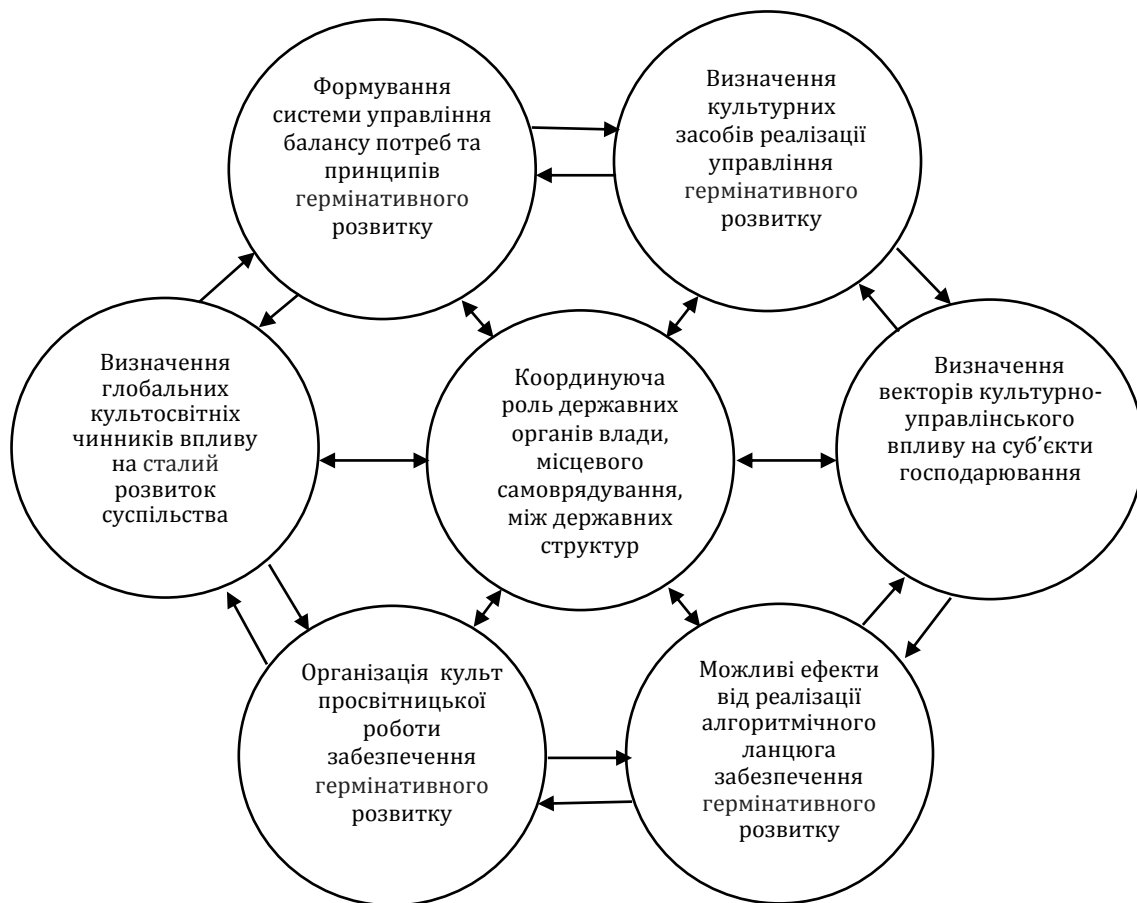 Формування
системи управління
балансу потреб та
принципів
гермінативного
розвитку
Визначення
культурних
засобів реалізації
управління
гермінативного
розвитку
Визначення
глобальних
культосвітніх
чинників впливу
на сталий
розвиток
суспільства
Координуюча
роль державних
органів влади,
місцевого
самоврядування,
між державних
структур
Визначення
векторів культурно-
управлінського
впливу на суб’єкти
господарювання
Організація  культ
просвітницької
роботи
забезпечення
гермінативного
розвитку
Можливі ефекти
від реалізації
алгоритмічного
ланцюга
забезпечення
гермінативного
розвитку